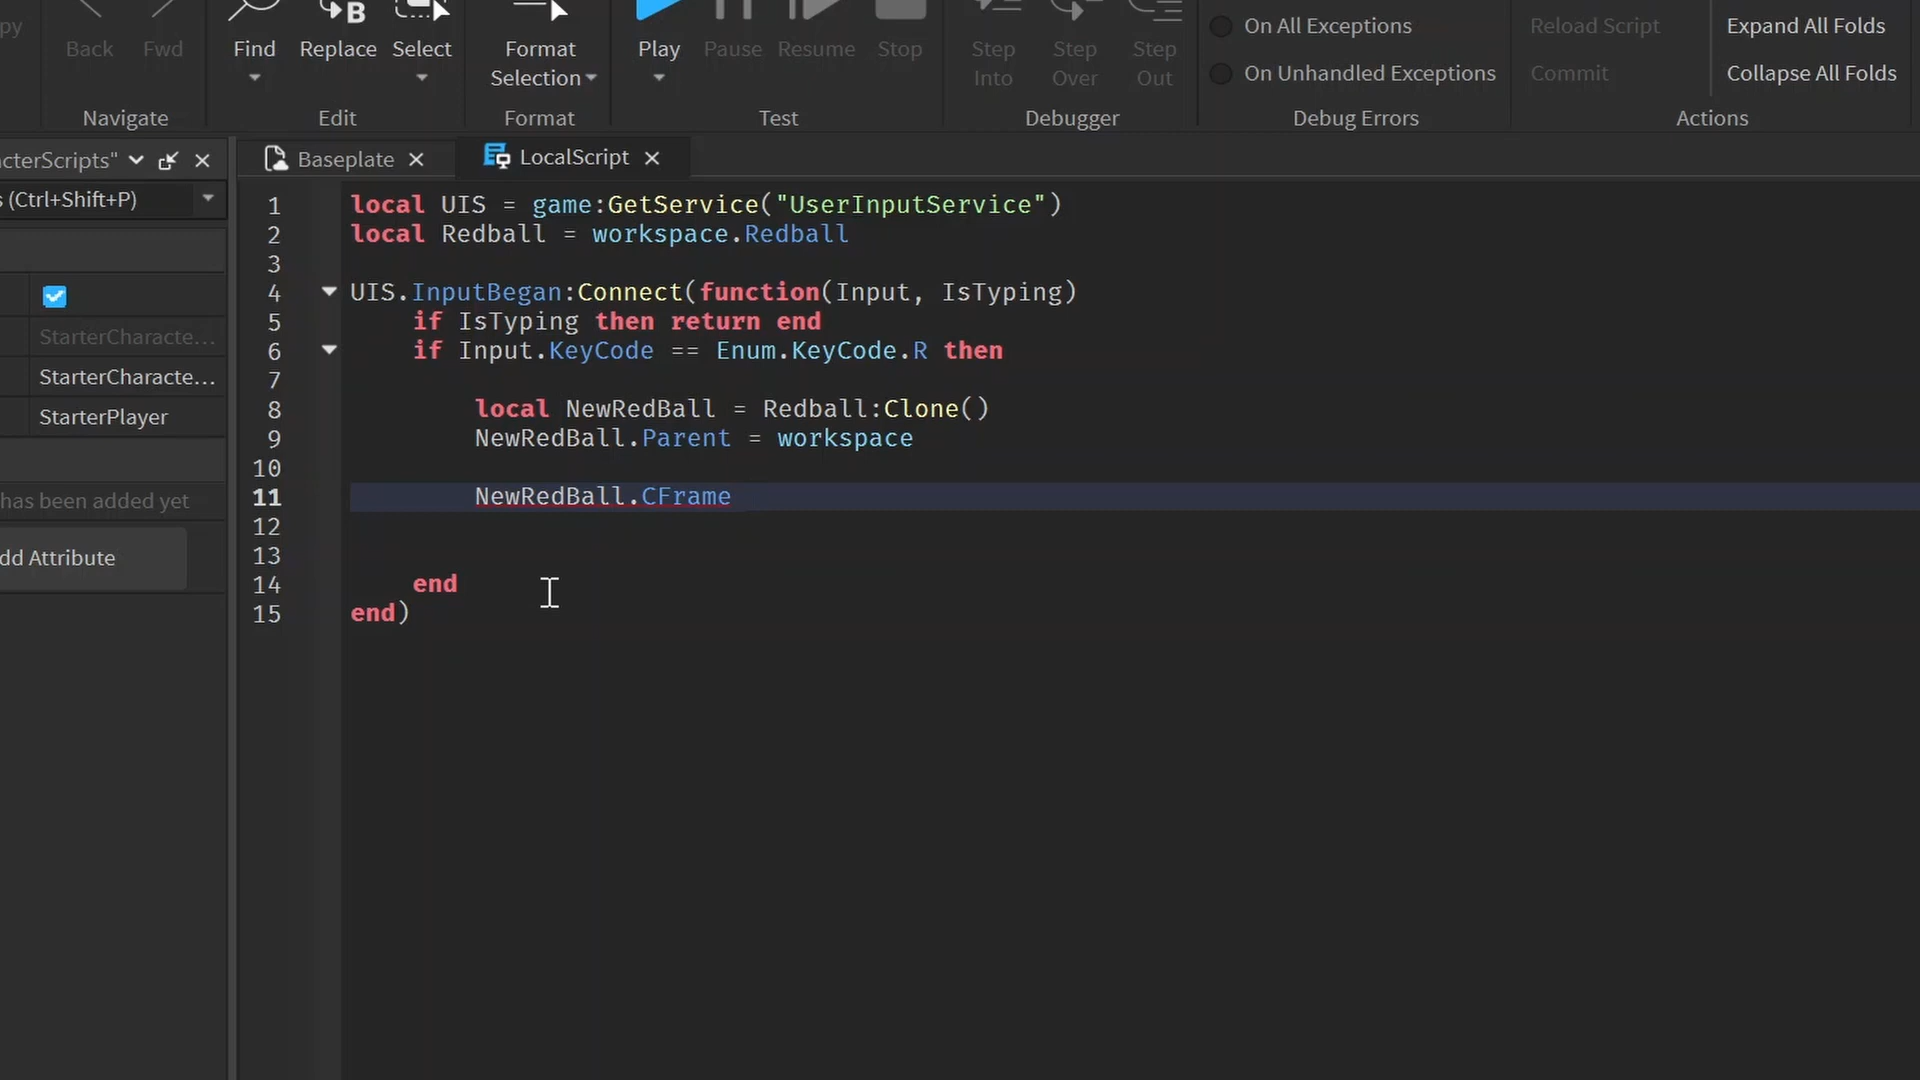 py
Back
Fwd
Find
Replace
Select
Format
Selection
Play
Pause
Resume
Stop
Step
Into
Step
Over
Step
Out
On All Exceptions
On Unhandled Exceptions
Reload Script
Commit
Expand All Folds
Collapse All Folds
Navigate
Edit
Format
Test
Debugger
Debug Errors
Actions
acterScripts"
s (Ctrl+Shift+P)
StarterCharacte...
StarterCharacte...
StarterPlayer
has been added yet
dd Attribute
Baseplate
LocalScript
1 local UIS = game:GetService("UserInputService")
2 local Redball = workspace.Redball
3
4 UIS.InputBegan:Connect(function(Input, IsTyping)
5 if IsTyping then return end
6 if Input.KeyCode == Enum.KeyCode.R then
7
8 local NewRedBall = Redball:Clone()
9 NewRedBall.Parent = workspace
10
11 NewRedBall.CFrame
12
13
14 end
15 end)